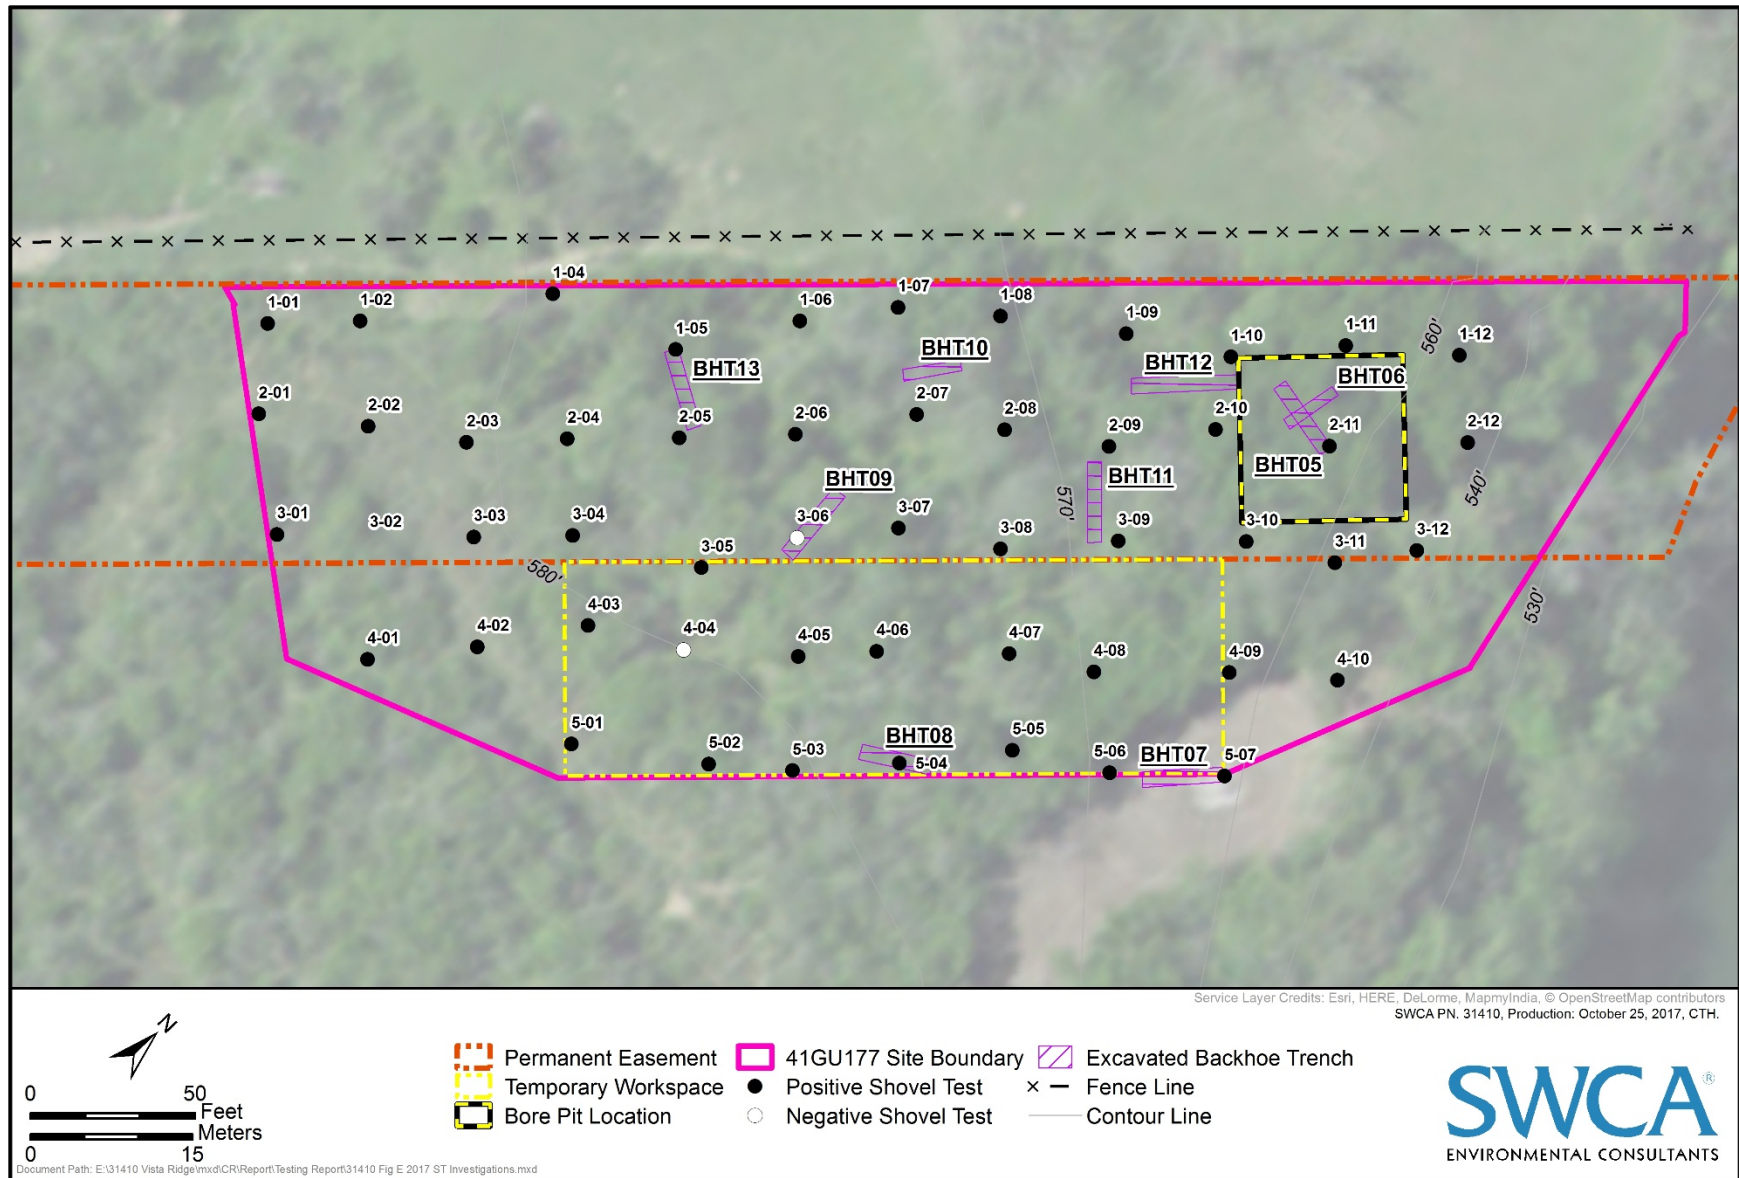 1-04
1-01
1-02
1-06
1-07
1-08
1-09
1-05
1-10
1-11
1-12
560'
BHT10
BHT13
BHT12
BHT06
2-01
2-02
2-03
2-04
2-05
2-06
2-07
2-08
2-09
2-10
2-11
2-12
BHT09
BHT11
BHT05
570'
540'
3-01
3-02
3-03
3-04
3-05
3-06
3-07
3-08
3-09
3-10
3-11
3-12
580'
530'
4-01
4-02
4-03
4-04
4-05
4-06
4-07
4-08
4-09
4-10
5-01
5-02
5-03
BHT08
5-04
5-05
5-06
BHT07
5-07
Service Layer Credits: Esri, HERE, DeLorme, MapmyIndia, © OpenStreetMap contributors
SWCA PN. 31410, Production: October 25, 2017, CTH.
N
0 50
Feet
Meters
0 15
Permanent Easement
Temporary Workspace
Bore Pit Location
41GU177 Site Boundary
Positive Shovel Test
Negative Shovel Test
Excavated Backhoe Trench
Fence Line
Contour Line
SWCA®
ENVIRONMENTAL CONSULTANTS
Document Path: E:\31410 Vista Ridge\mxd\CR\Report\Testing Report\31410 Fig E 2017 ST Investigations.mxd